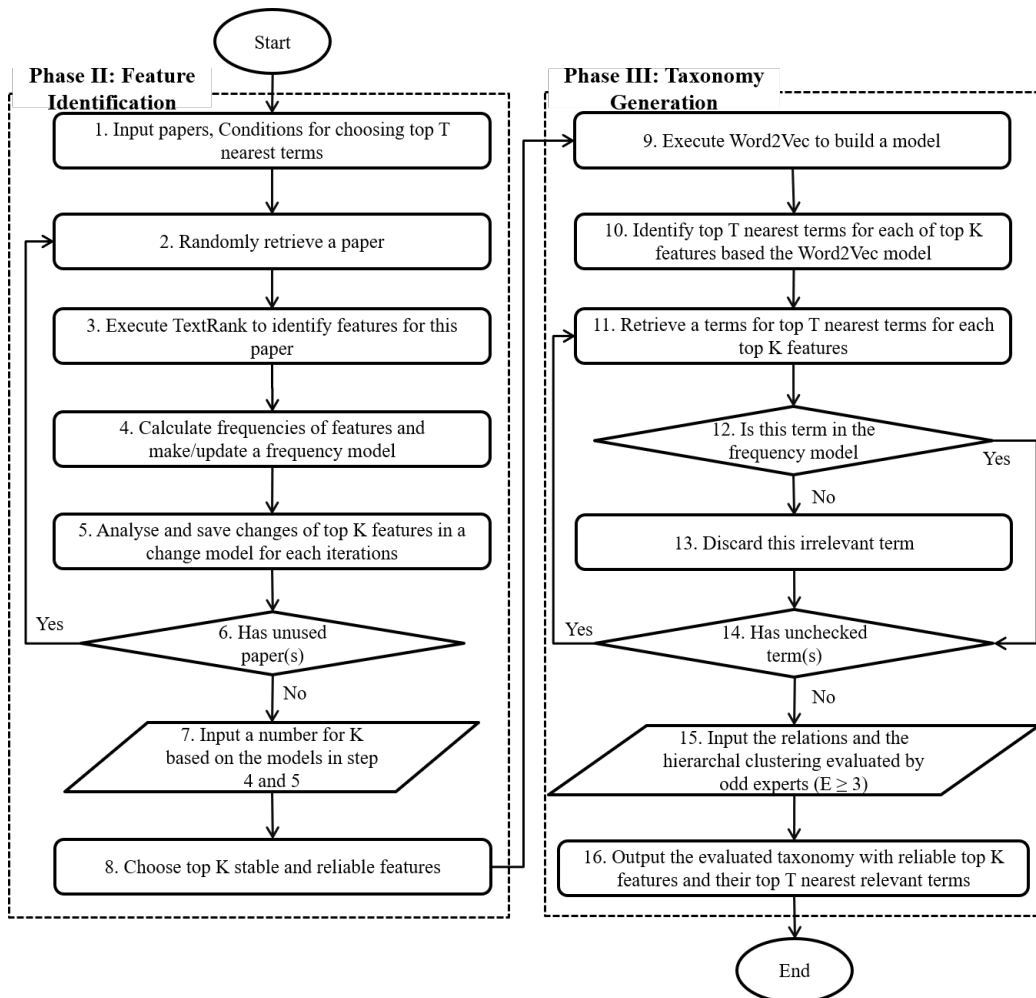 Start
Phase II: Feature
Identification
1. Input papers, Conditions for choosing top T
nearest terms
2. Randomly retrieve a paper
3. Execute TextRank to identify features for this
paper
4. Calculate frequencies of features and
make/update a frequency model
5. Analyse and save changes of top K features in a
change model for each iterations
Yes
6. Has unused
paper(s)
No
7. Input a number for K
based on the models in step
4 and 5
8. Choose top K stable and reliable features
Phase III: Taxonomy
Generation
9. Execute Word2Vec to build a model
10. Identify top T nearest terms for each of top K
features based the Word2Vec model
11. Retrieve a terms for top T nearest terms for each
top K features
12. Is this term in the
frequency model
Yes
No
13. Discard this irrelevant term
Yes
14. Has unchecked
term(s)
No
15. Input the relations and the
hierarchal clustering evaluated by
odd experts (E ≥ 3)
16. Output the evaluated taxonomy with reliable top K
features and their top T nearest relevant terms
End